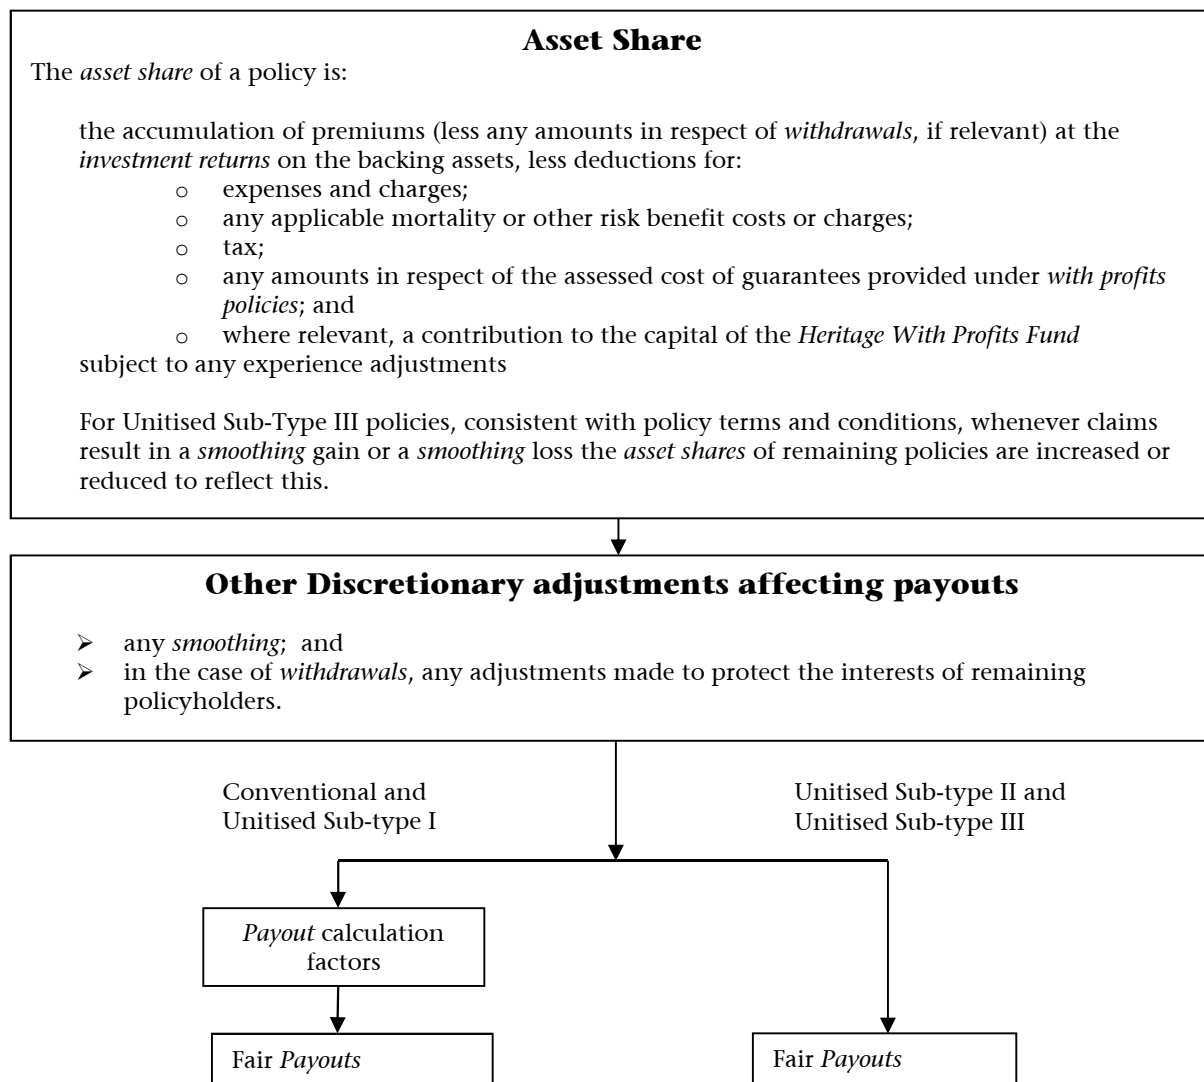 Asset Share
The asset share of a policy is:
the accumulation of premiums (less any amounts in respect of withdrawals, if relevant) at the
investment returns on the backing assets, less deductions for:
o expenses and charges;
o any applicable mortality or other risk benefit costs or charges;
o tax;
o any amounts in respect of the assessed cost of guarantees provided under with profits
policies; and
o where relevant, a contribution to the capital of the Heritage With Profits Fund
subject to any experience adjustments
For Unitised Sub-Type III policies, consistent with policy terms and conditions, whenever claims
result in a smoothing gain or a smoothing loss the asset shares of remaining policies are increased or
reduced to reflect this.
Other Discretionary adjustments affecting payouts
➢ any smoothing; and
➢ in the case of withdrawals, any adjustments made to protect the interests of remaining
policyholders.
Conventional and
Unitised Sub-type I
Unitised Sub-type II and
Unitised Sub-type III
Payout calculation
factors
Fair Payouts
Fair Payouts